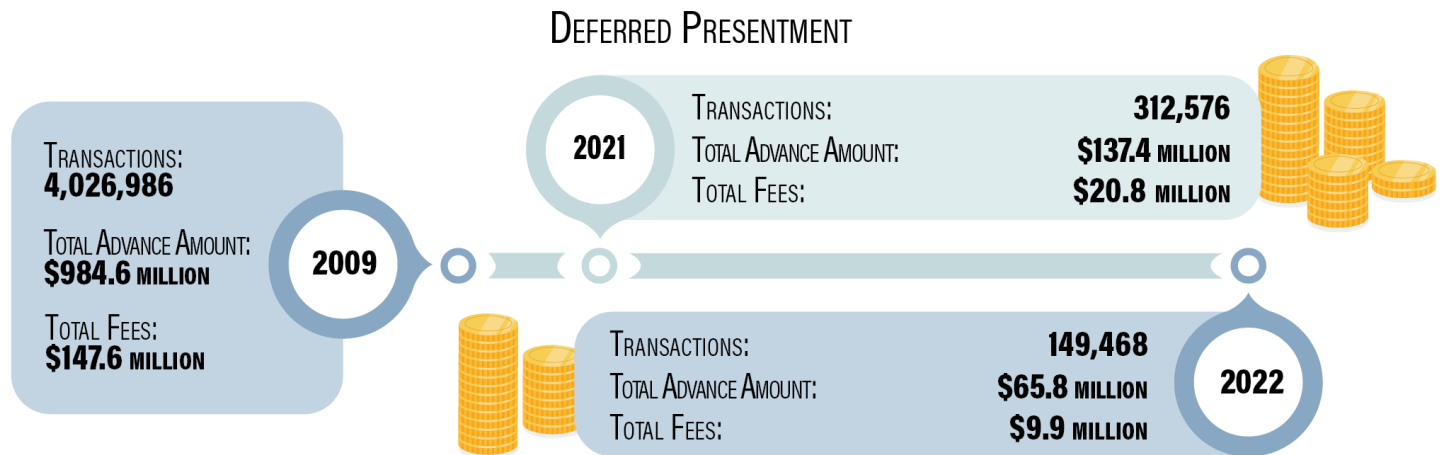 Deferred Presentment
Transactions:
4,026,986
Total Advance Amount:
$984.6 million
Total Fees:
$147.6 million
2009
2021
Transactions: 312,576
Total Advance Amount: $137.4 million
Total Fees: $20.8 million
Transactions: 149,468
Total Advance Amount: $65.8 million
Total Fees: $9.9 million
2022